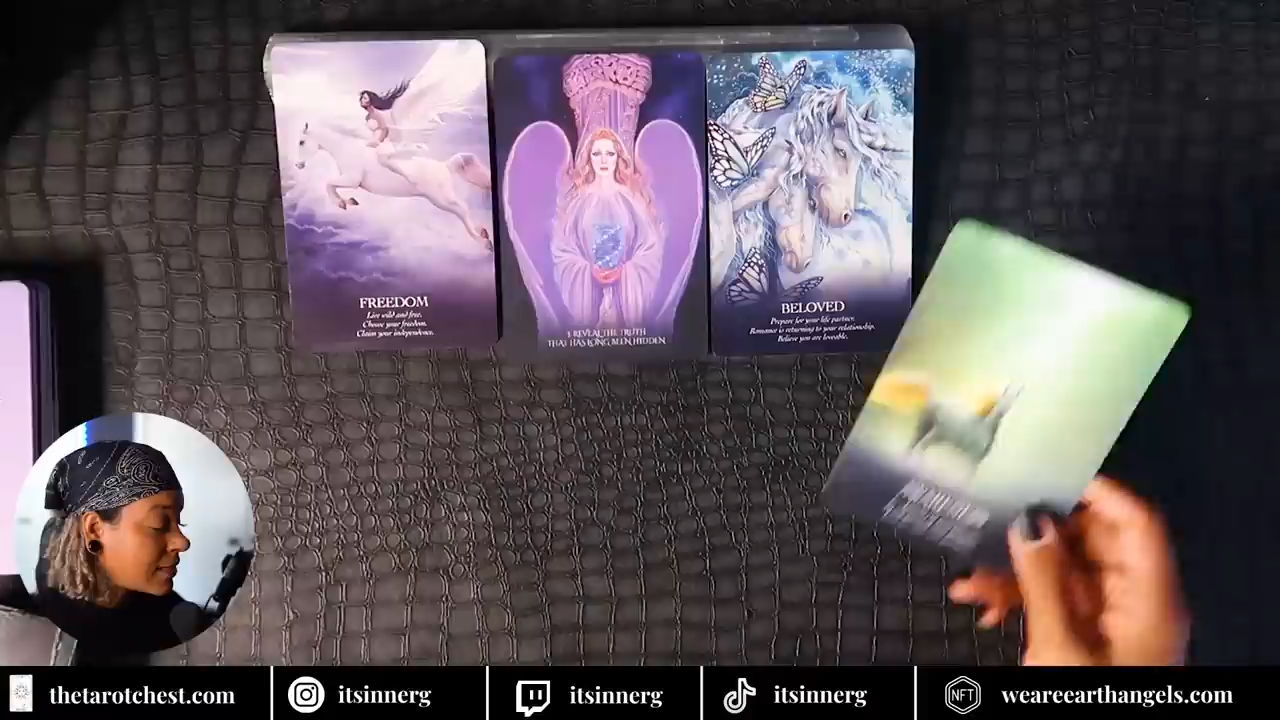 FREEDOM
Live wild and free.
Choose your freedom.
Claim your independence.
I REVEAL THE TRUTH
THAT HAS LONG BEEN HIDDEN
BELOVED
Prepare for your life partner.
Romance is returning to your relationship.
Believe you are loveable.
thetarotchest.com
itsinnerg
itsinnerg
itsinnerg
NFT
weareearthangels.com